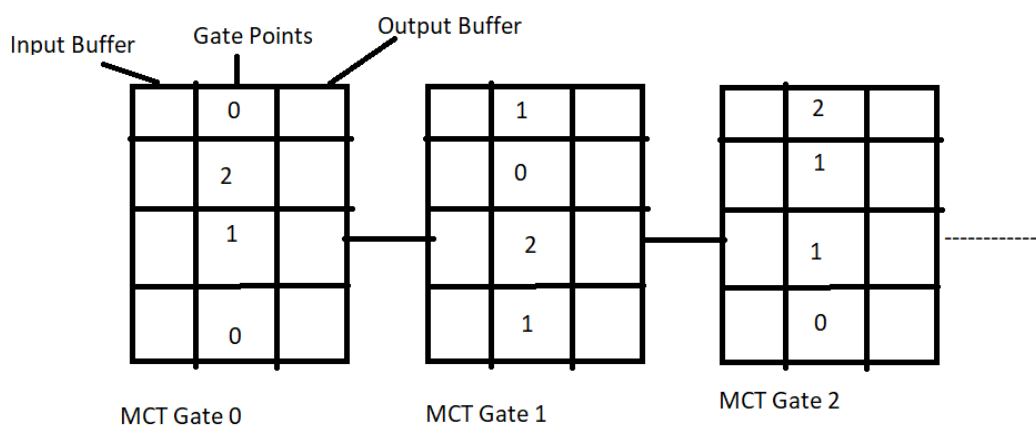 Input Buffer
Gate Points
Output Buffer
0
1
2
2
0
1
1
2
1
0
1
0
MCT Gate 0
MCT Gate 1
MCT Gate 2